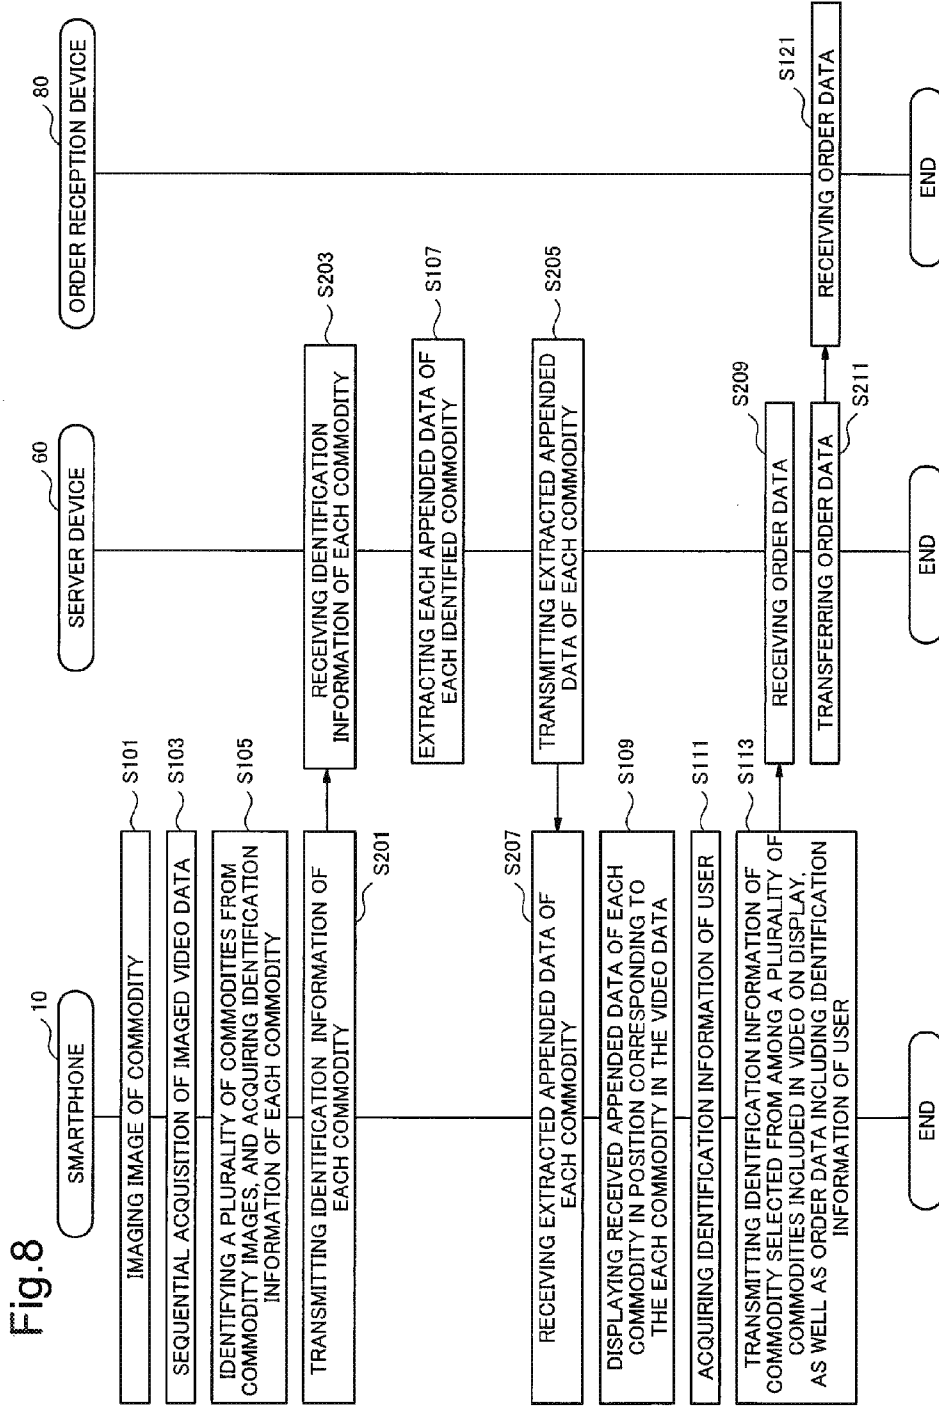 Fig.8
10
SMARTPHONE
60
SERVER DEVICE
80
ORDER RECEPTION DEVICE
S101
IMAGING IMAGE OF COMMODITY
S103
SEQUENTIAL ACQUISITION OF IMAGED VIDEO DATA
S105
IDENTIFYING A PLURALITY OF COMMODITIES FROM
COMMODITY IMAGES, AND ACQUIRING IDENTIFICATION
INFORMATION OF EACH COMMODITY
TRANSMITTING IDENTIFICATION INFORMATION OF
EACH COMMODITY
S201
S203
RECEIVING IDENTIFICATION
INFORMATION OF EACH COMMODITY
S107
EXTRACTING EACH APPENDED DATA OF
EACH IDENTIFIED COMMODITY
S205
TRANSMITTING EXTRACTED APPENDED
DATA OF EACH COMMODITY
S207
RECEIVING EXTRACTED APPENDED DATA OF
EACH COMMODITY
S109
DISPLAYING RECEIVED APPENDED DATA OF EACH
COMMODITY IN POSITION CORRESPONDING TO
THE EACH COMMODITY IN THE VIDEO DATA
S111
ACQUIRING IDENTIFICATION INFORMATION OF USER
S113
TRANSMITTING IDENTIFICATION INFORMATION OF
COMMODITY SELECTED FROM AMONG A PLURALITY OF
COMMODITIES INCLUDED IN VIDEO ON DISPLAY,
AS WELL AS ORDER DATA INCLUDING IDENTIFICATION
INFORMATION OF USER
S209
RECEIVING ORDER DATA
TRANSFERRING ORDER DATA
S211
S121
RECEIVING ORDER DATA
END
END
END